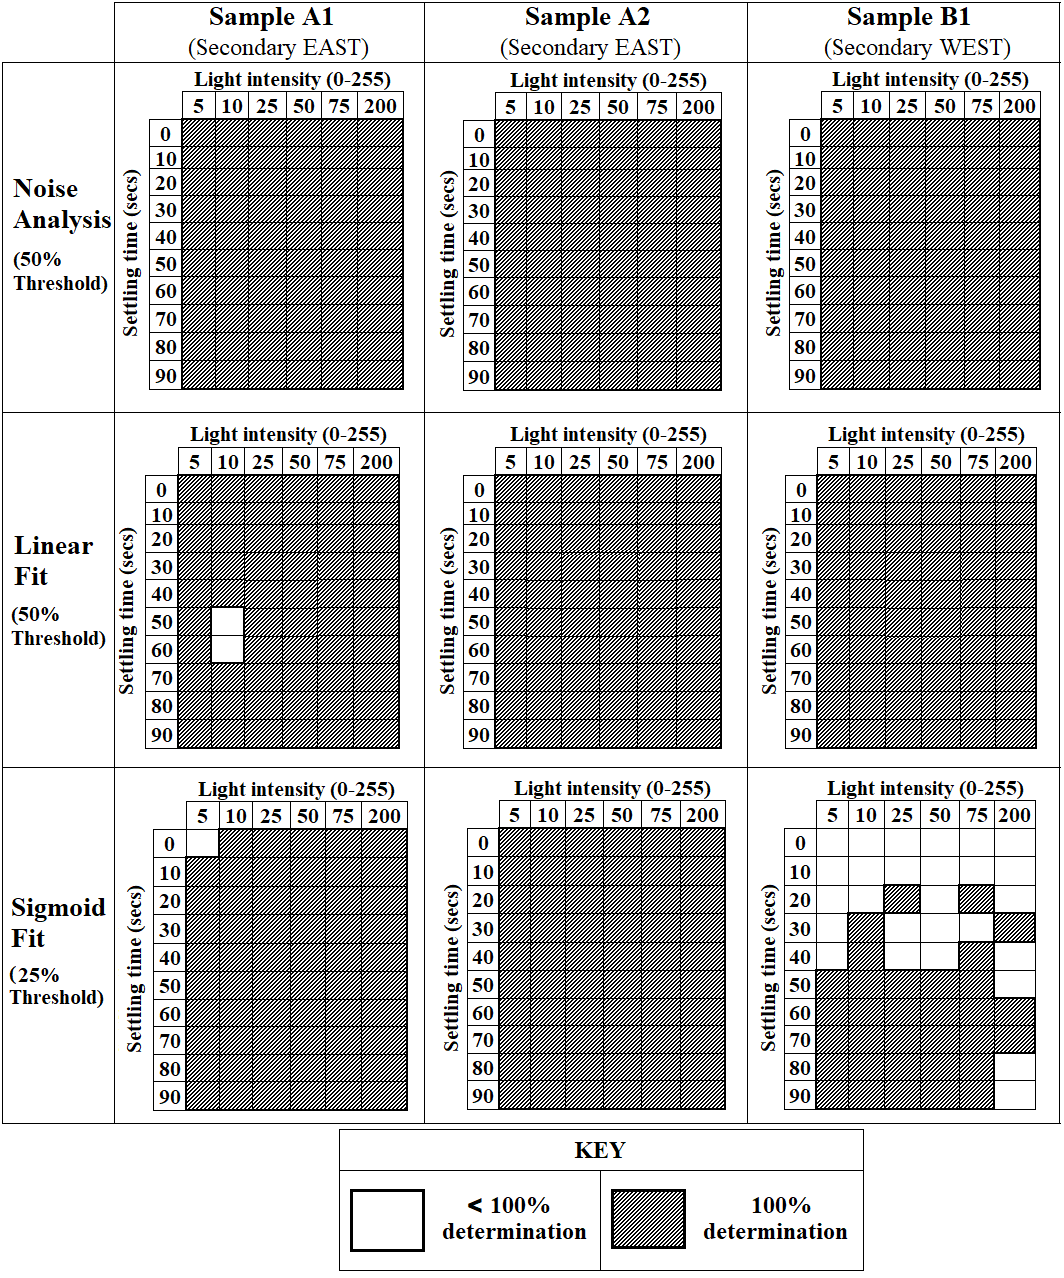 Sample A1
(Secondary EAST)
Sample A2
(Secondary EAST)
Sample B1
(Secondary WEST)
Noise
Analysis
(50%
Threshold)
Light intensity (0-255)
5 10 25 50 75 200
Settling time (secs)
0
10
20
30
40
50
60
70
80
90
Light intensity (0-255)
5 10 25 50 75 200
Settling time (secs)
0
10
20
30
40
50
60
70
80
90
Light intensity (0-255)
5 10 25 50 75 200
Settling time (secs)
0
10
20
30
40
50
60
70
80
90
Linear
Fit
(50%
Threshold)
Light intensity (0-255)
5 10 25 50 75 200
Settling time (secs)
0
10
20
30
40
50
60
70
80
90
Light intensity (0-255)
5 10 25 50 75 200
Settling time (secs)
0
10
20
30
40
50
60
70
80
90
Light intensity (0-255)
5 10 25 50 75 200
Settling time (secs)
0
10
20
30
40
50
60
70
80
90
Sigmoid
Fit
(25%
Threshold)
Light intensity (0-255)
5 10 25 50 75 200
Settling time (secs)
0
10
20
30
40
50
60
70
80
90
Light intensity (0-255)
5 10 25 50 75 200
Settling time (secs)
0
10
20
30
40
50
60
70
80
90
Light intensity (0-255)
5 10 25 50 75 200
Settling time (secs)
0
10
20
30
40
50
60
70
80
90
KEY
< 100%
determination
100%
determination